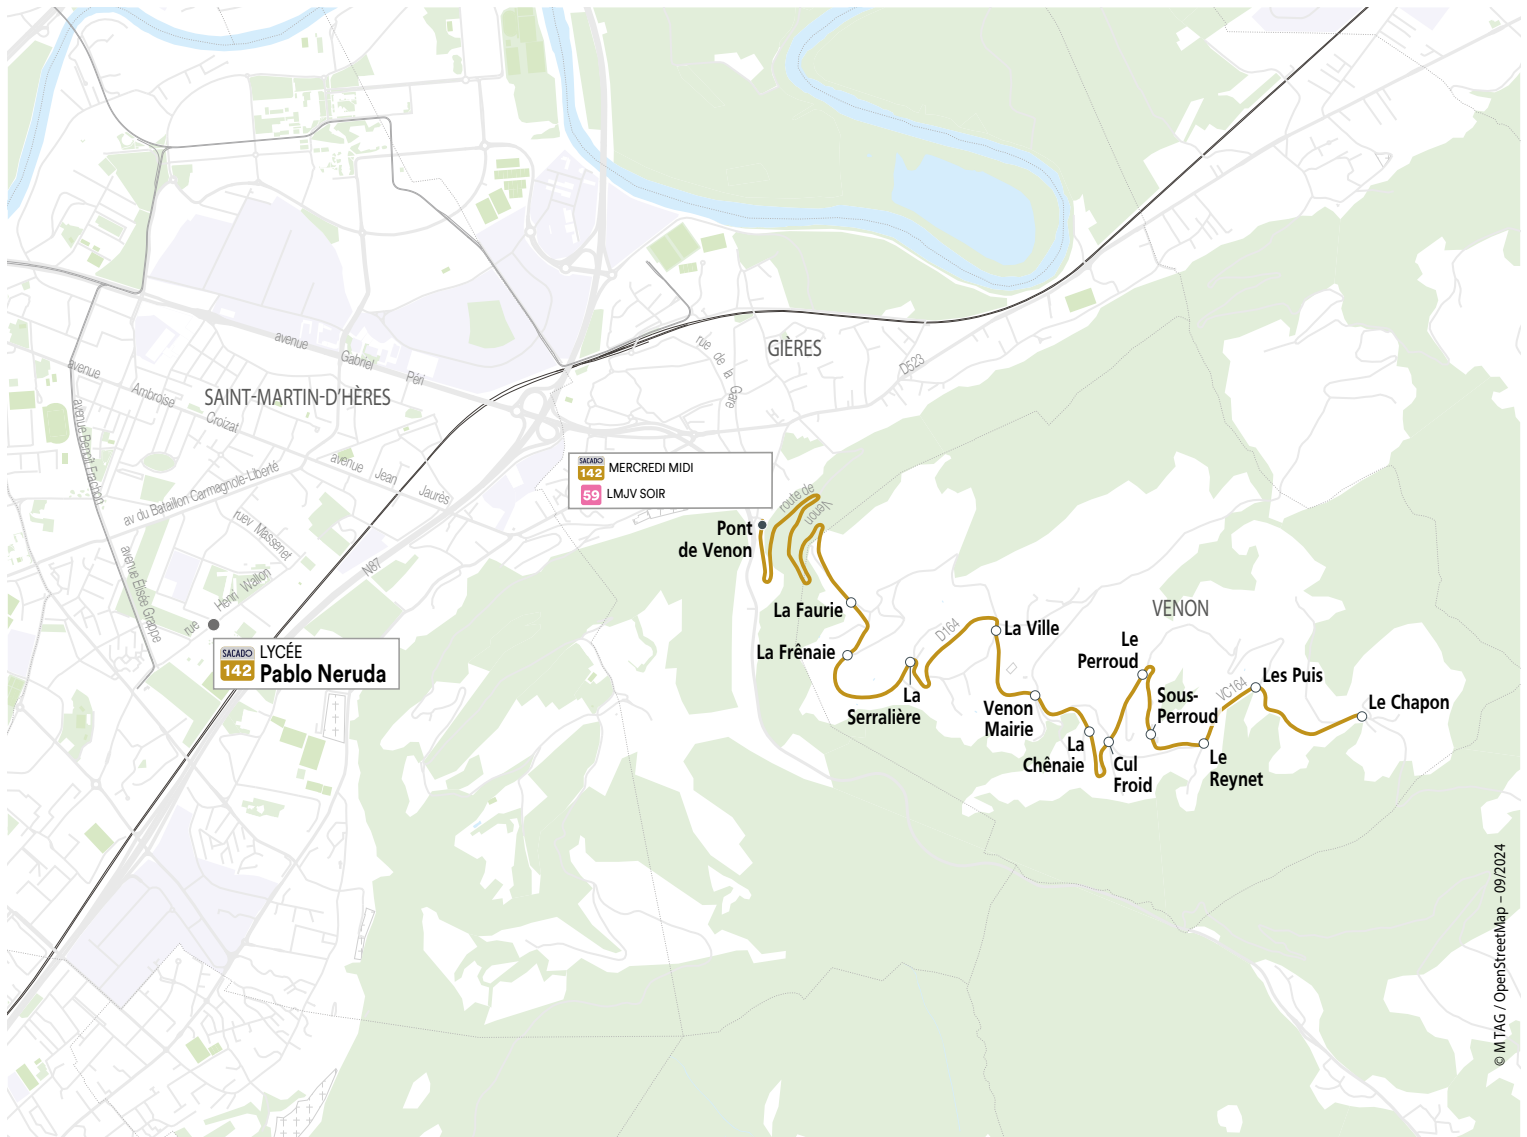 GIÈRES
SAINT-MARTIN-D'HÈRES
VENON
avenue Gabriel Péri
avenue Ambroise Croizat
avenue Benoît Frachon
avenue Jean Jaurès
av du Bataillon Carmagnole-Liberté
ruev Massenet
avenue Élisée Grappe
rue Henri Wallon
N87
rue de la Gare
D523
SACADO
142 MERCREDI MIDI
59 LMJV SOIR
route de
Venon
Pont
de Venon
La Faurie
La Frênaie
La
Serralière
D164
La Ville
Venon
Mairie
La
Chênaie
Cul
Froid
Le
Perroud
Sous-
Perroud
Le
Reynet
VC164
Les Puis
Le Chapon
SACADO
142
LYCÉE
Pablo Neruda
© M TAG / OpenStreetMap – 09/2024